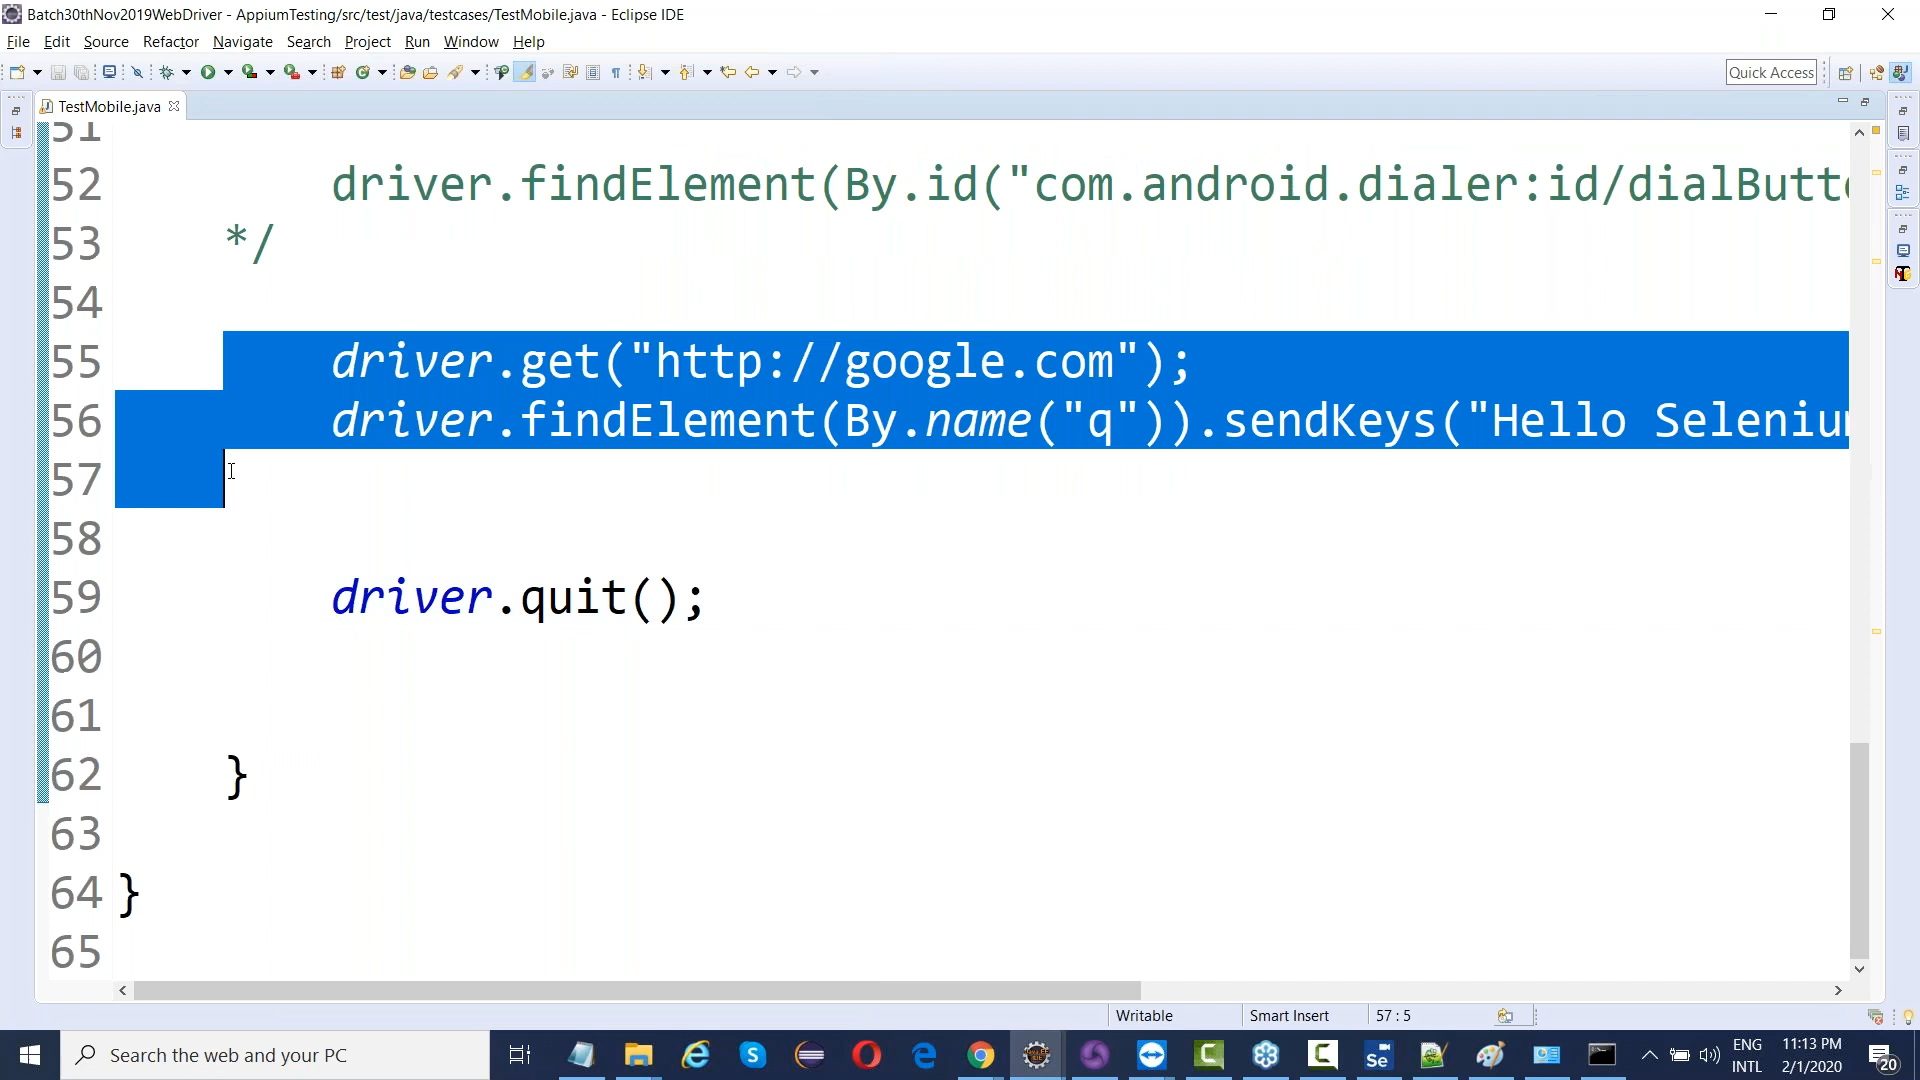 Batch30thNov2019WebDriver - AppiumTesting/src/test/java/testcases/TestMobile.java - Eclipse IDE
File Edit Source Refactor Navigate Search Project Run Window Help
Quick Access
TestMobile.java
51
52 driver.findElement(By.id("com.android.dialer:id/dialButt
53 */
54
55 driver.get("http://google.com");
56 driver.findElement(By.name("q")).sendKeys("Hello Seleniu
57
58
59 driver.quit();
60
61
62 }
63
64 }
65
Writable Smart Insert 57 : 5
Search the web and your PC
ENG
INTL
11:13 PM
2/1/2020
20